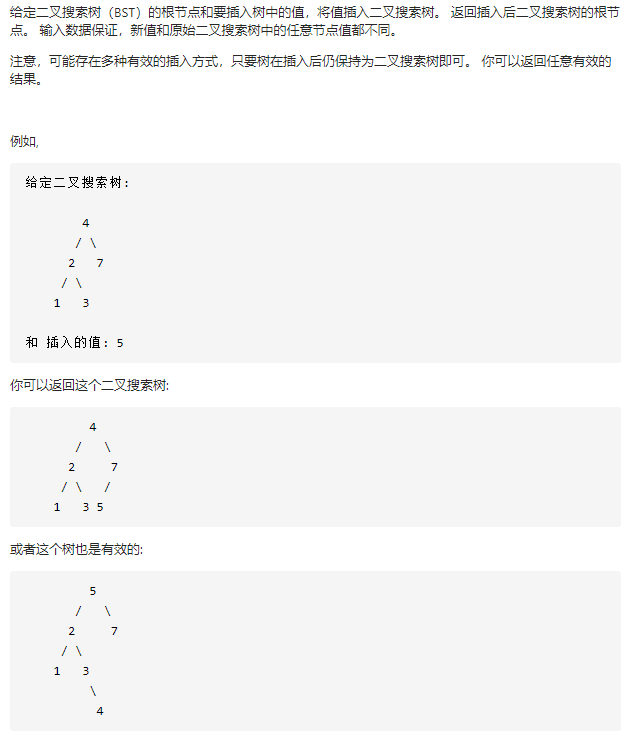 给定二叉搜索树（BST）的根节点和要插入树中的值，将值插入二叉搜索树。 返回插入后二叉搜索树的根节
点。 输入数据保证，新值和原始二叉搜索树中的任意节点值都不同。
注意，可能存在多种有效的插入方式，只要树在插入后仍保持为二叉搜索树即可。 你可以返回任意有效的
结果。
例如,
给定二叉搜索树:
4
/ \
2 7
/ \
1 3
和 插入的值: 5
你可以返回这个二叉搜索树:
4
/ \
2 7
/ \ /
1 3 5
或者这个树也是有效的:
5
/ \
2 7
/ \
1 3
\
4